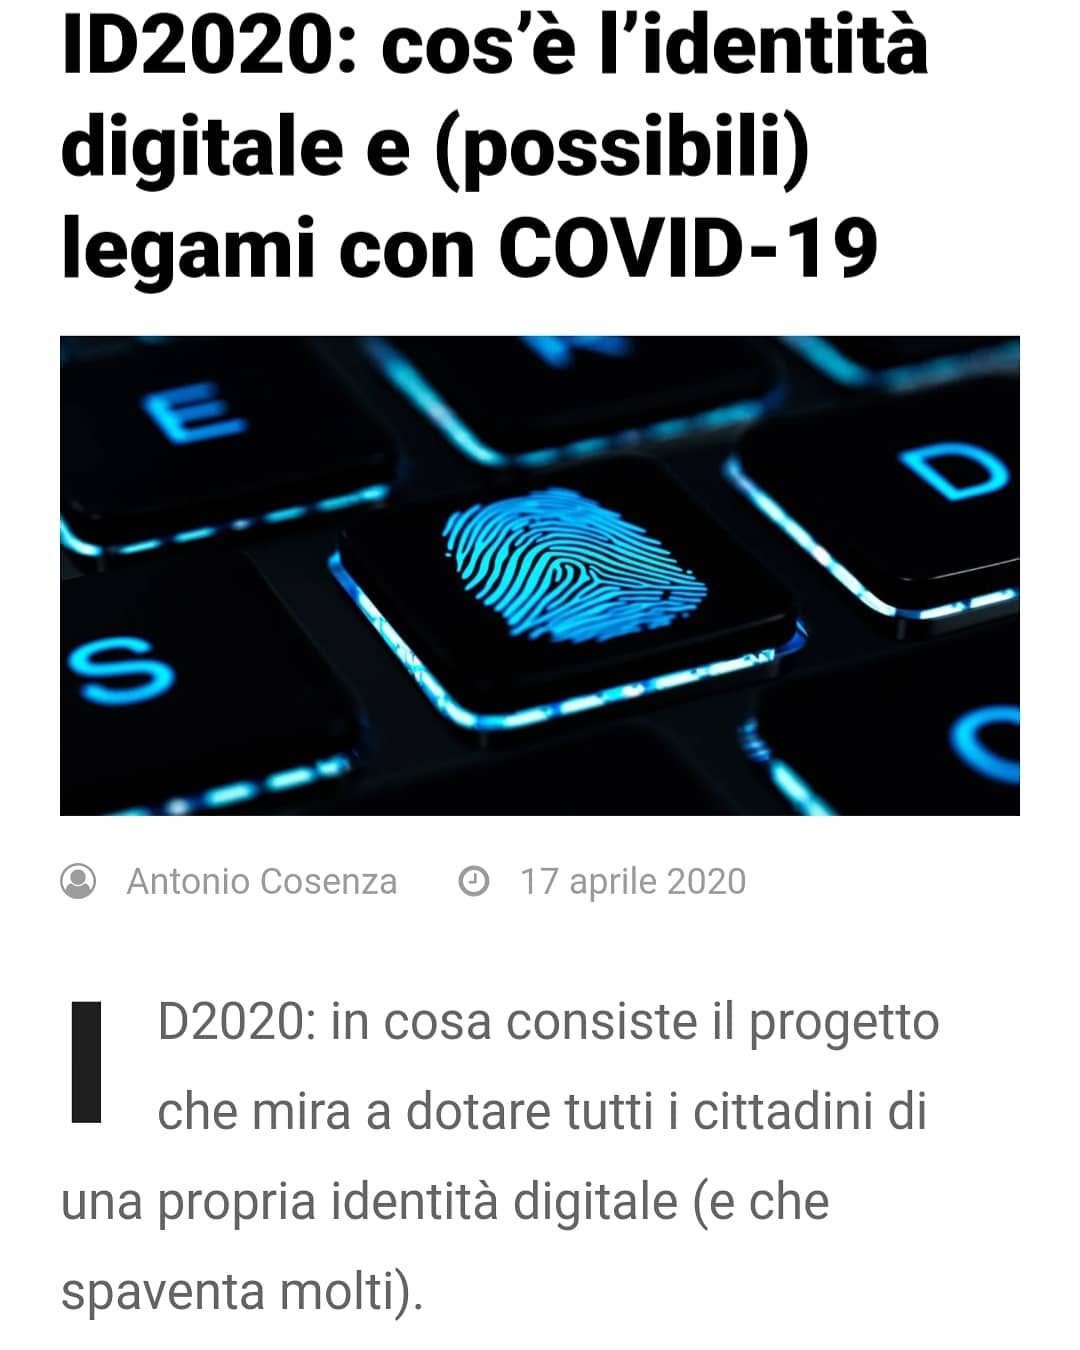 ID2020: cos’è l’identità
digitale e (possibili)
legami con COVID-19
E
D
S
C
Antonio Cosenza 17 aprile 2020
ID2020: in cosa consiste il progetto
che mira a dotare tutti i cittadini di
una propria identità digitale (e che
spaventa molti).